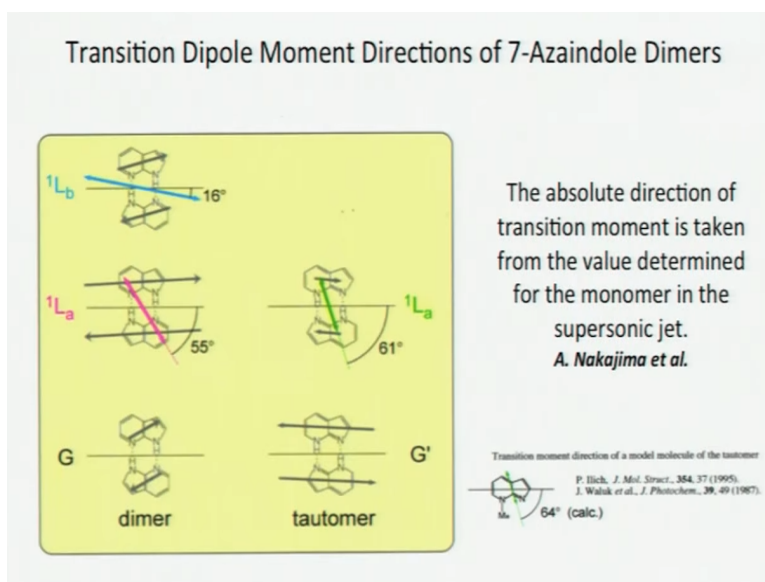 Transition Dipole Moment Directions of 7-Azaindole Dimers
¹Lb
16°
The absolute direction of
transition moment is taken
from the value determined
for the monomer in the
supersonic jet.
A. Nakajima et al.
¹La
55°
¹La
61°
G
G'
dimer
tautomer
Transition moment direction of a model molecule of the tautomer
P. Ilich, J. Mol. Struct., 354, 37 (1995).
J. Waluk et al., J. Photochem., 39, 49 (1987).
Me
64° (calc.)